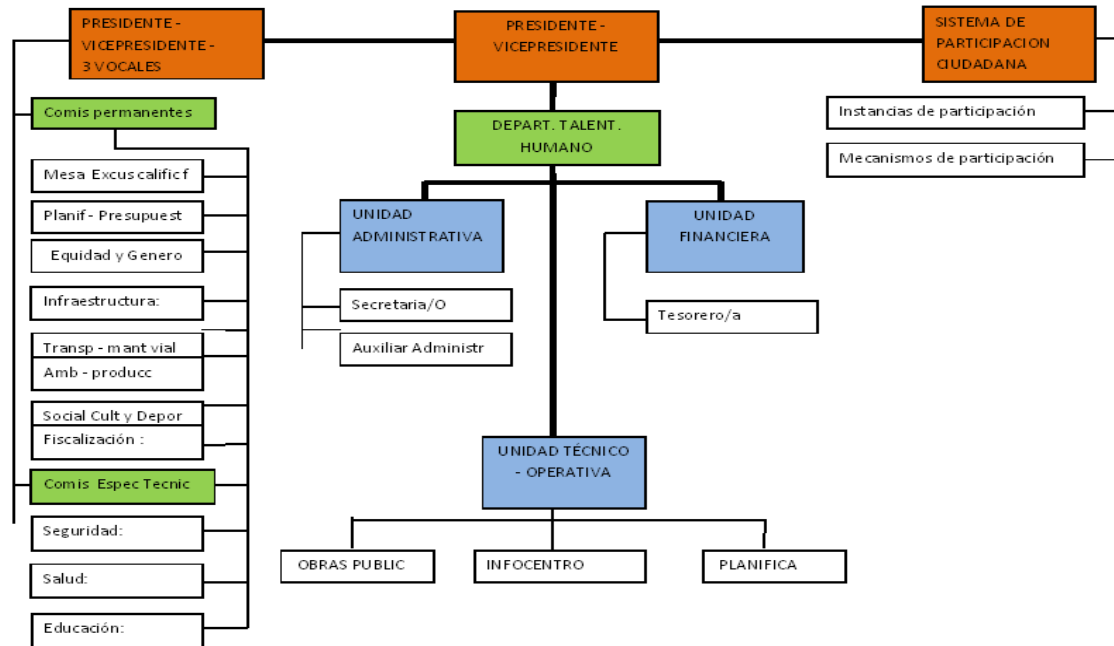 PRESIDENTE -
VICEPRESIDENTE -
3 VOCALES
PRESIDENTE -
VICEPRESIDENTE
SISTEMA DE
PARTICIPACION
CIUDADANA
Comis permanentes
Mesa Excus calific f
Planif - Presupuest
Equidad y Genero
Infraestructura:
Transp - mant vial
Amb - producc
Social Cult y Depor
Fiscalización :
Comis Espec Tecnic
Seguridad:
Salud:
Educación:
DEPART. TALENT.
HUMANO
UNIDAD
ADMINISTRATIVA
Secretaria/O
Auxiliar Administr
UNIDAD
FINANCIERA
Tesorero/a
UNIDAD TÉCNICO
- OPERATIVA
OBRAS PUBLIC
INFOCENTRO
PLANIFICA
Instancias de participación
Mecanismos de participación